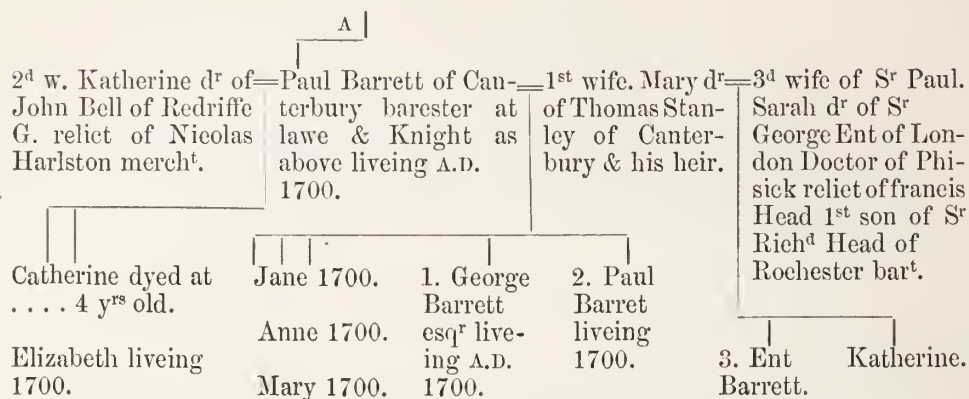 A
2ᵈ w. Katherine dʳ of
John Bell of Redriffe
G. relict of Nicolas
Harlston merchᵗ.
Paul Barrett of Can-
terbury barester at
lawe & Knight as
above liveing A.D.
1700.
1ˢᵗ wife. Mary dʳ
of Thomas Stan-
ley of Canter-
bury & his heir.
3ᵈ wife of Sʳ Paul.
Sarah dʳ of Sʳ
George Ent of Lon-
don Doctor of Phi-
sick relict of francis
Head 1ˢᵗ son of Sʳ
Richᵈ Head of
Rochester barᵗ.
Catherine dyed at
. . . . 4 yʳˢ old.
Elizabeth liveing
1700.
Jane 1700.
Anne 1700.
Mary 1700.
1. George
Barrett
esqʳ live-
ing A.D.
1700.
2. Paul
Barret
liveing
1700.
3. Ent
Barrett.
Katherine.